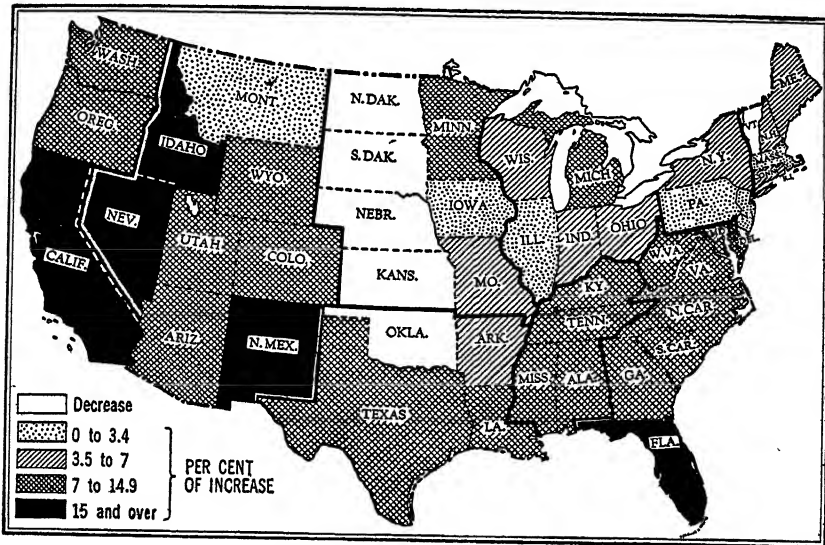 WASH.
OREG.
CALIF.
NEV.
IDAHO
MONT.
WYO.
UTAH
COLO.
ARIZ.
N. MEX.
N. DAK.
S. DAK.
NEBR.
KANS.
OKLA.
TEXAS
MINN.
IOWA
MO.
ARK.
LA.
WIS.
ILL.
MICH.
IND.
OHIO
KY.
TENN.
MISS.
ALA.
GA.
FLA.
S. CAR.
N. CAR.
VA.
W. VA.
PA.
N. Y.
VT.
N.H.
ME.
MASS.
Decrease
0 to 3.4
3.5 to 7
7 to 14.9
15 and over
PER CENT
OF INCREASE